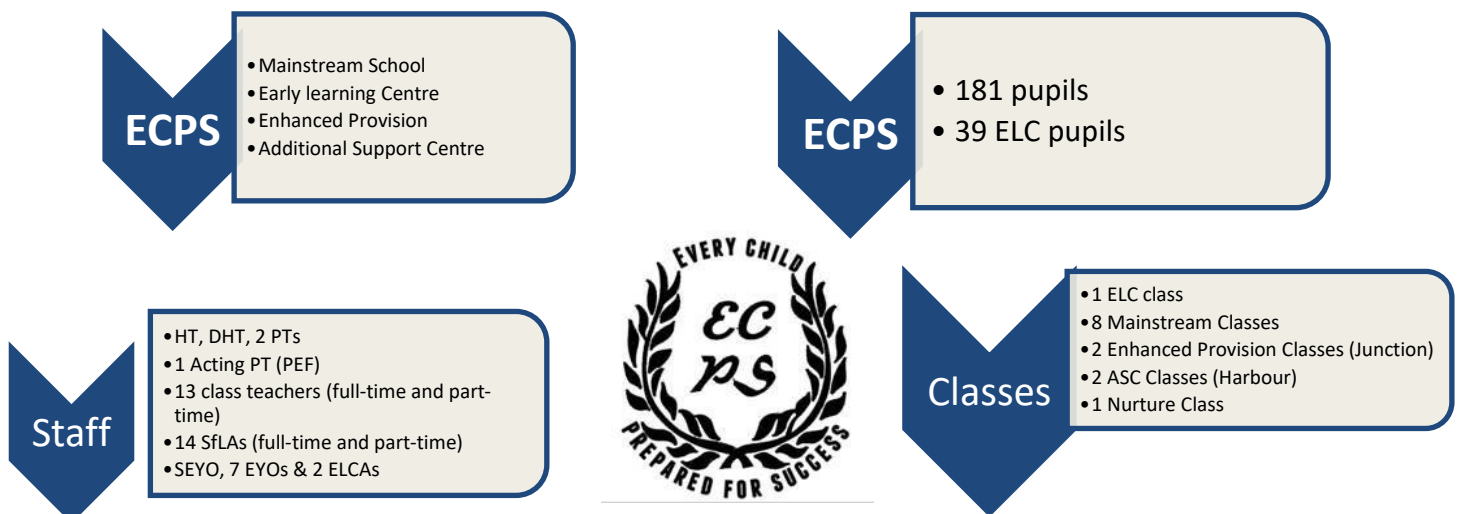 ECPS
• Mainstream School
• Early learning Centre
• Enhanced Provision
• Additional Support Centre
ECPS
• 181 pupils
• 39 ELC pupils
Staff
• HT, DHT, 2 PTs
• 1 Acting PT (PEF)
• 13 class teachers (full-time and part-
time)
• 14 SfLAs (full-time and part-time)
• SEYO, 7 EYOs & 2 ELCAs
EVERY CHILD
EC
PS
PREPARED FOR SUCCESS
Classes
• 1 ELC class
• 8 Mainstream Classes
• 2 Enhanced Provision Classes (Junction)
• 2 ASC Classes (Harbour)
• 1 Nurture Class